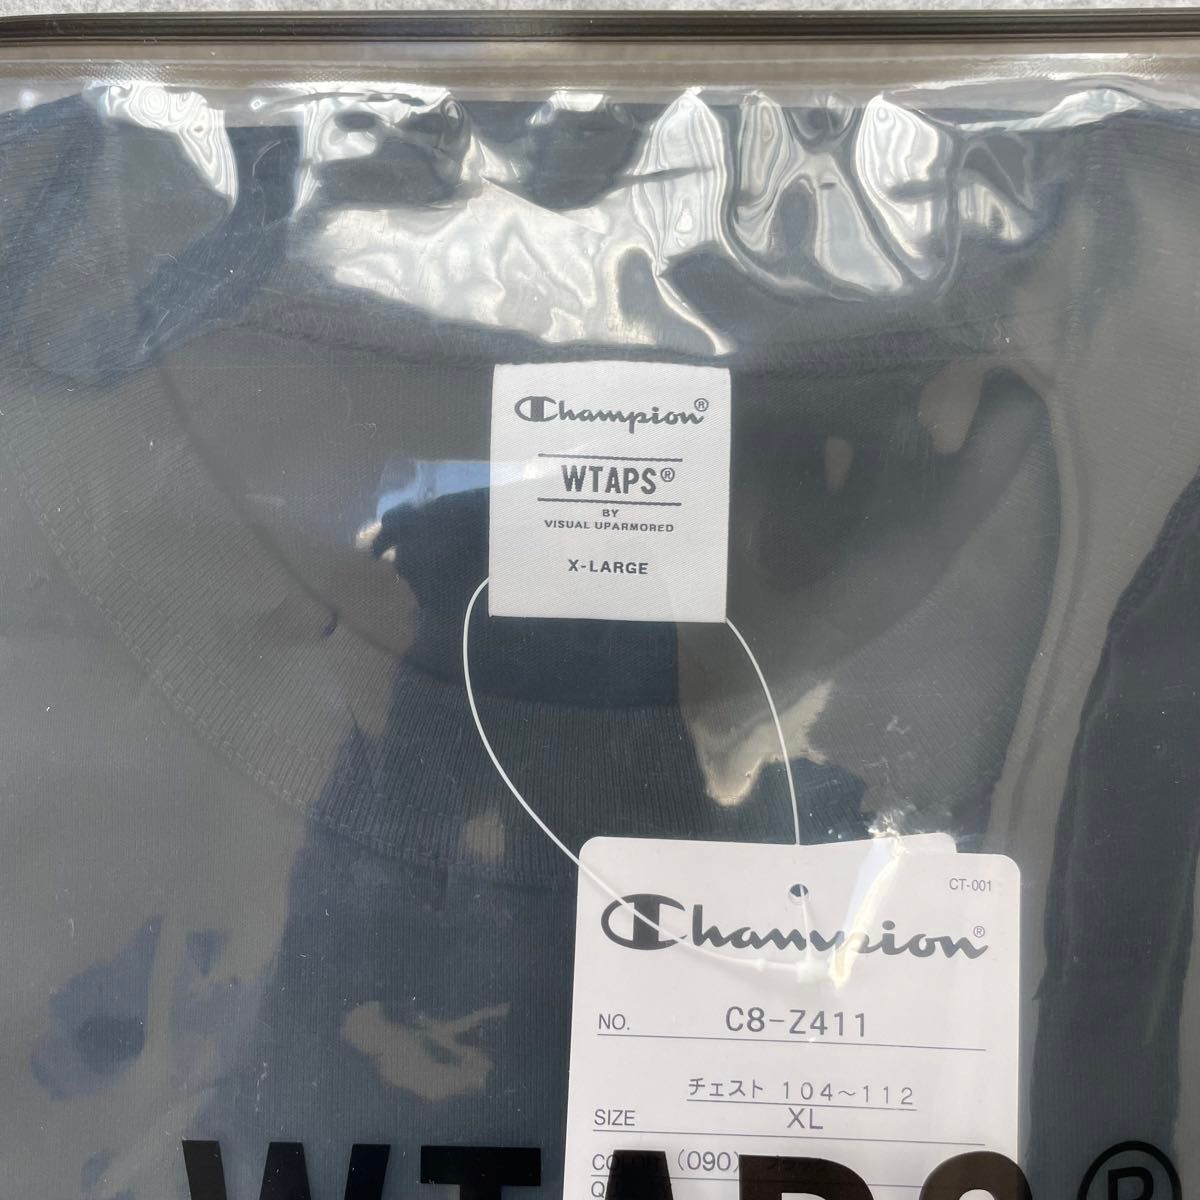 Champion®
WTAPS®
BY
VISUAL UPARMORED
X-LARGE
CT-001
Champion®
NO. C8-Z411
チェスト 104~112
SIZE XL
(090)
WTAPS®